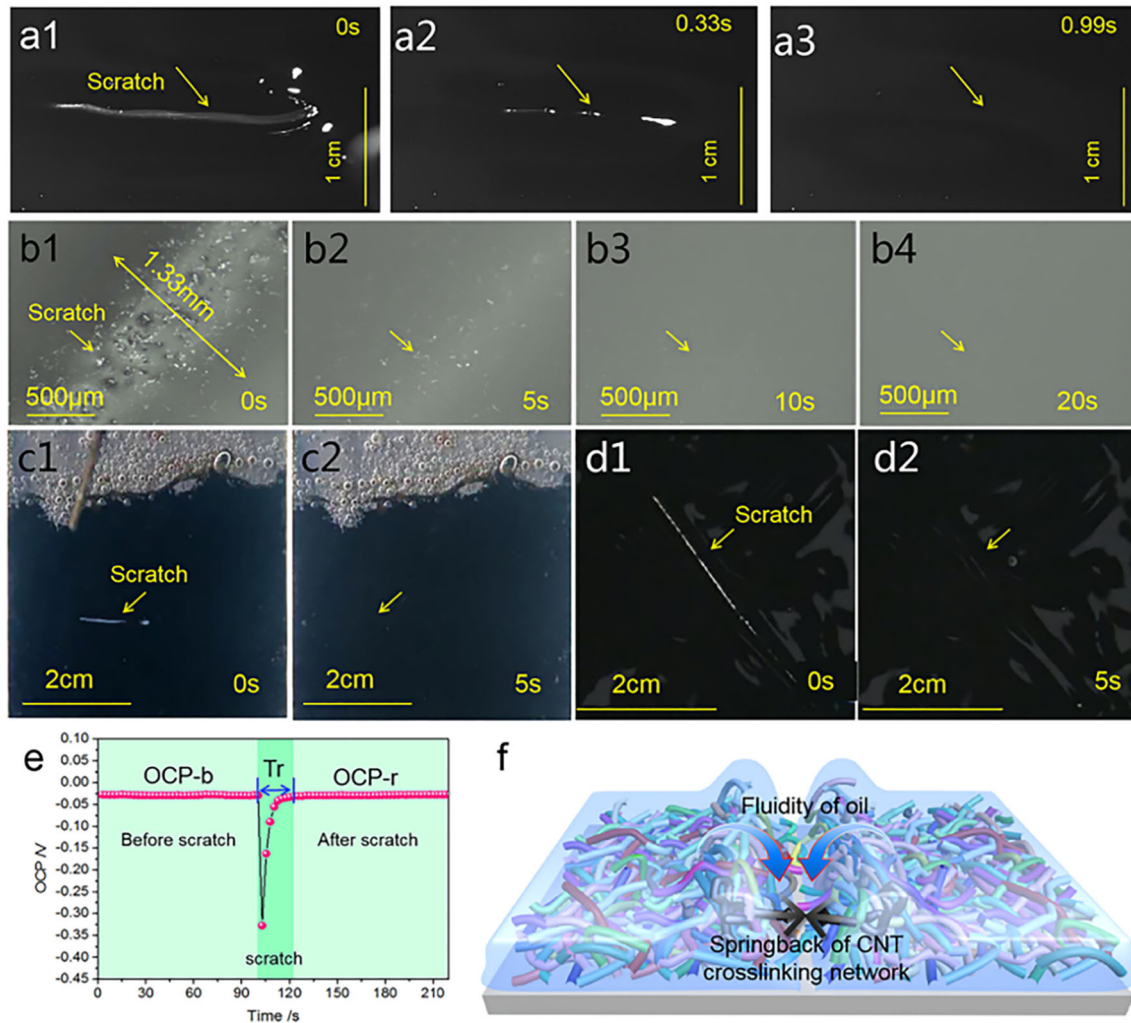 a1
0s
Scratch
1 cm
a2
0.33s
1 cm
a3
0.99s
1 cm
b1
1.33mm
Scratch
500μm
0s
b2
500μm
5s
b3
500μm
10s
b4
500μm
20s
c1
Scratch
2cm
0s
c2
2cm
5s
d1
Scratch
2cm
0s
d2
2cm
5s
e
0.10
0.05
0.00
-0.05
-0.10
-0.15
-0.20
-0.25
-0.30
-0.35
-0.40
-0.45
OCP /V
OCP-b
Tr
OCP-r
Before scratch
After scratch
scratch
0
30
60
90
120
150
180
210
Time /s
f
Fluidity of oil
Springback of CNT
crosslinking network